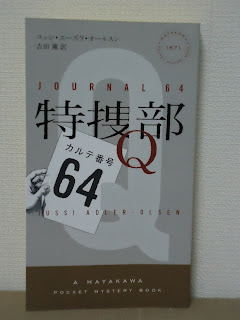 ユッシ・エーズラ・オールスン
吉田 薫 訳
1871
JOURNAL 64
特捜部
Q
カルテ番号
64
JUSSI ADLER-OLSEN
A HAYAKAWA
POCKET MYSTERY BOOK